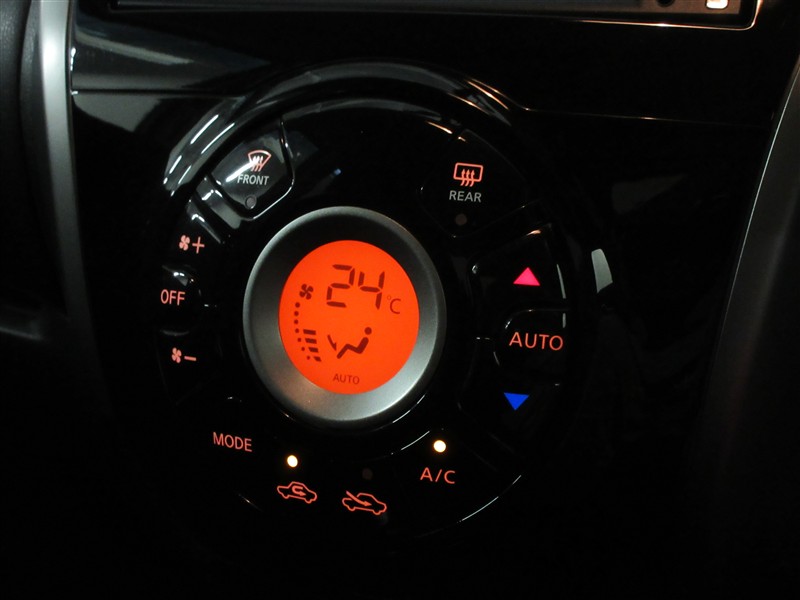 FRONT
REAR
+
OFF
24°C
AUTO
AUTO
−
MODE
A/C